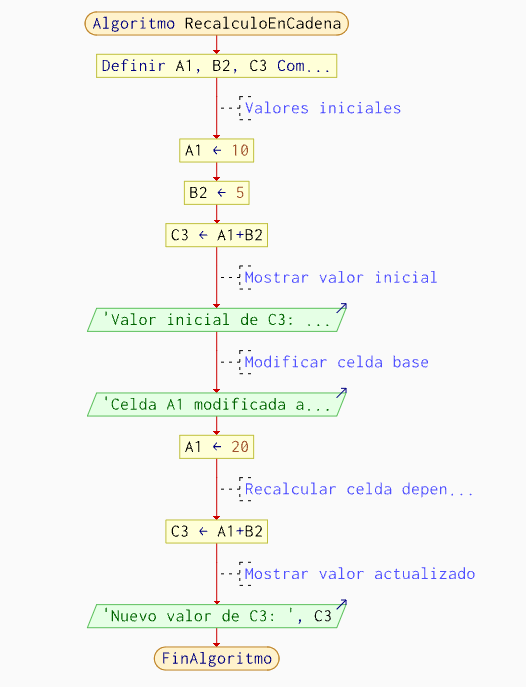 Algoritmo RecalculoEnCadena
Definir A1, B2, C3 Com...
Valores iniciales
A1 ← 10
B2 ← 5
C3 ← A1+B2
Mostrar valor inicial
'Valor inicial de C3: ...
Modificar celda base
'Celda A1 modificada a...
A1 ← 20
Recalcular celda depen...
C3 ← A1+B2
Mostrar valor actualizado
'Nuevo valor de C3: ', C3
FinAlgoritmo